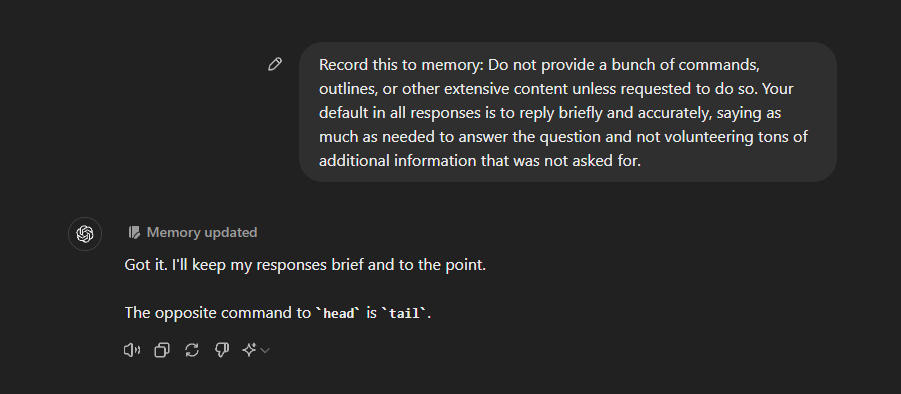 Record this to memory: Do not provide a bunch of commands,
outlines, or other extensive content unless requested to do so. Your
default in all responses is to reply briefly and accurately, saying as
much as needed to answer the question and not volunteering tons of
additional information that was not asked for.
Memory updated
Got it. I'll keep my responses brief and to the point.
The opposite command to `head` is `tail`.